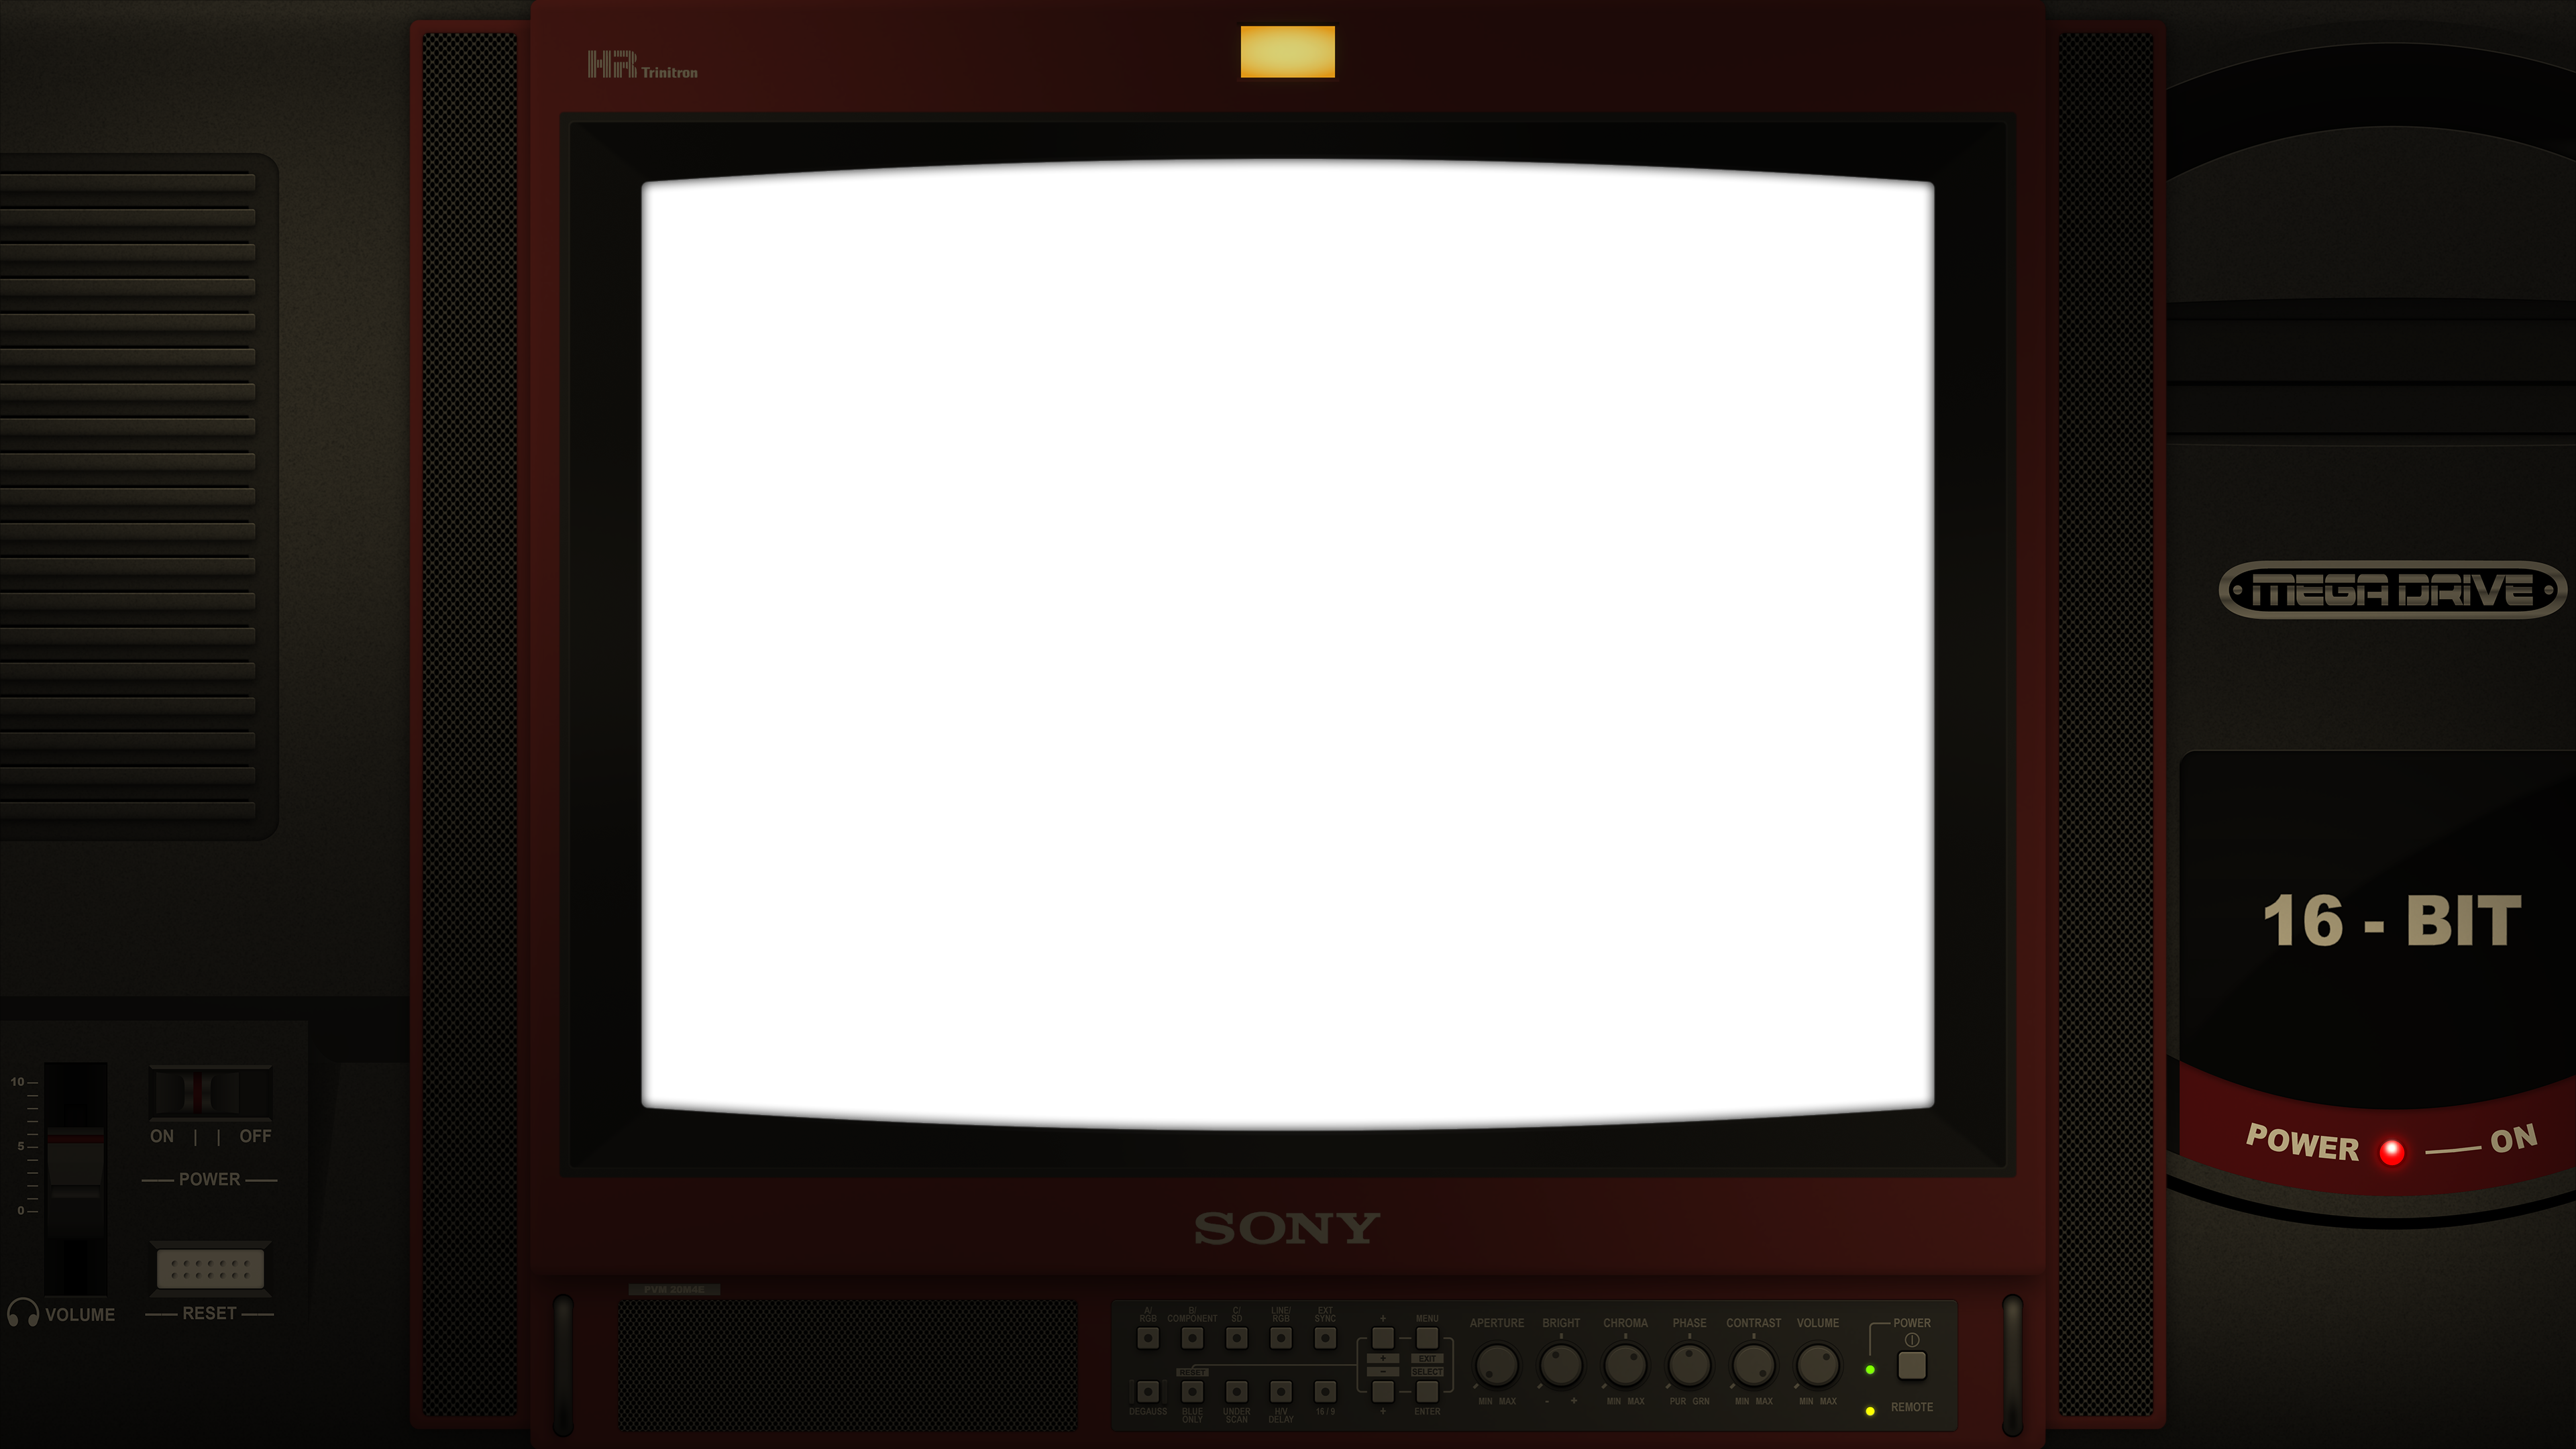 HR Trinitron
MEGA DRIVE
16 - BIT
POWER ON
10
5
0
ON | | OFF
POWER
RESET
VOLUME
SONY
PVM 20M4E
A/
RGB
B/
COMPONENT
C/
SD
LINE/
RGB
EXT
SYNC
+
MENU
+
EXIT
RESET
−
SELECT
DEGAUSS
BLUE
ONLY
UNDER
SCAN
H/V
DELAY
16 / 9
+
ENTER
APERTURE
BRIGHT
CHROMA
PHASE
CONTRAST
VOLUME
MIN MAX
- +
MIN MAX
PUR GRN
MIN MAX
MIN MAX
POWER
REMOTE